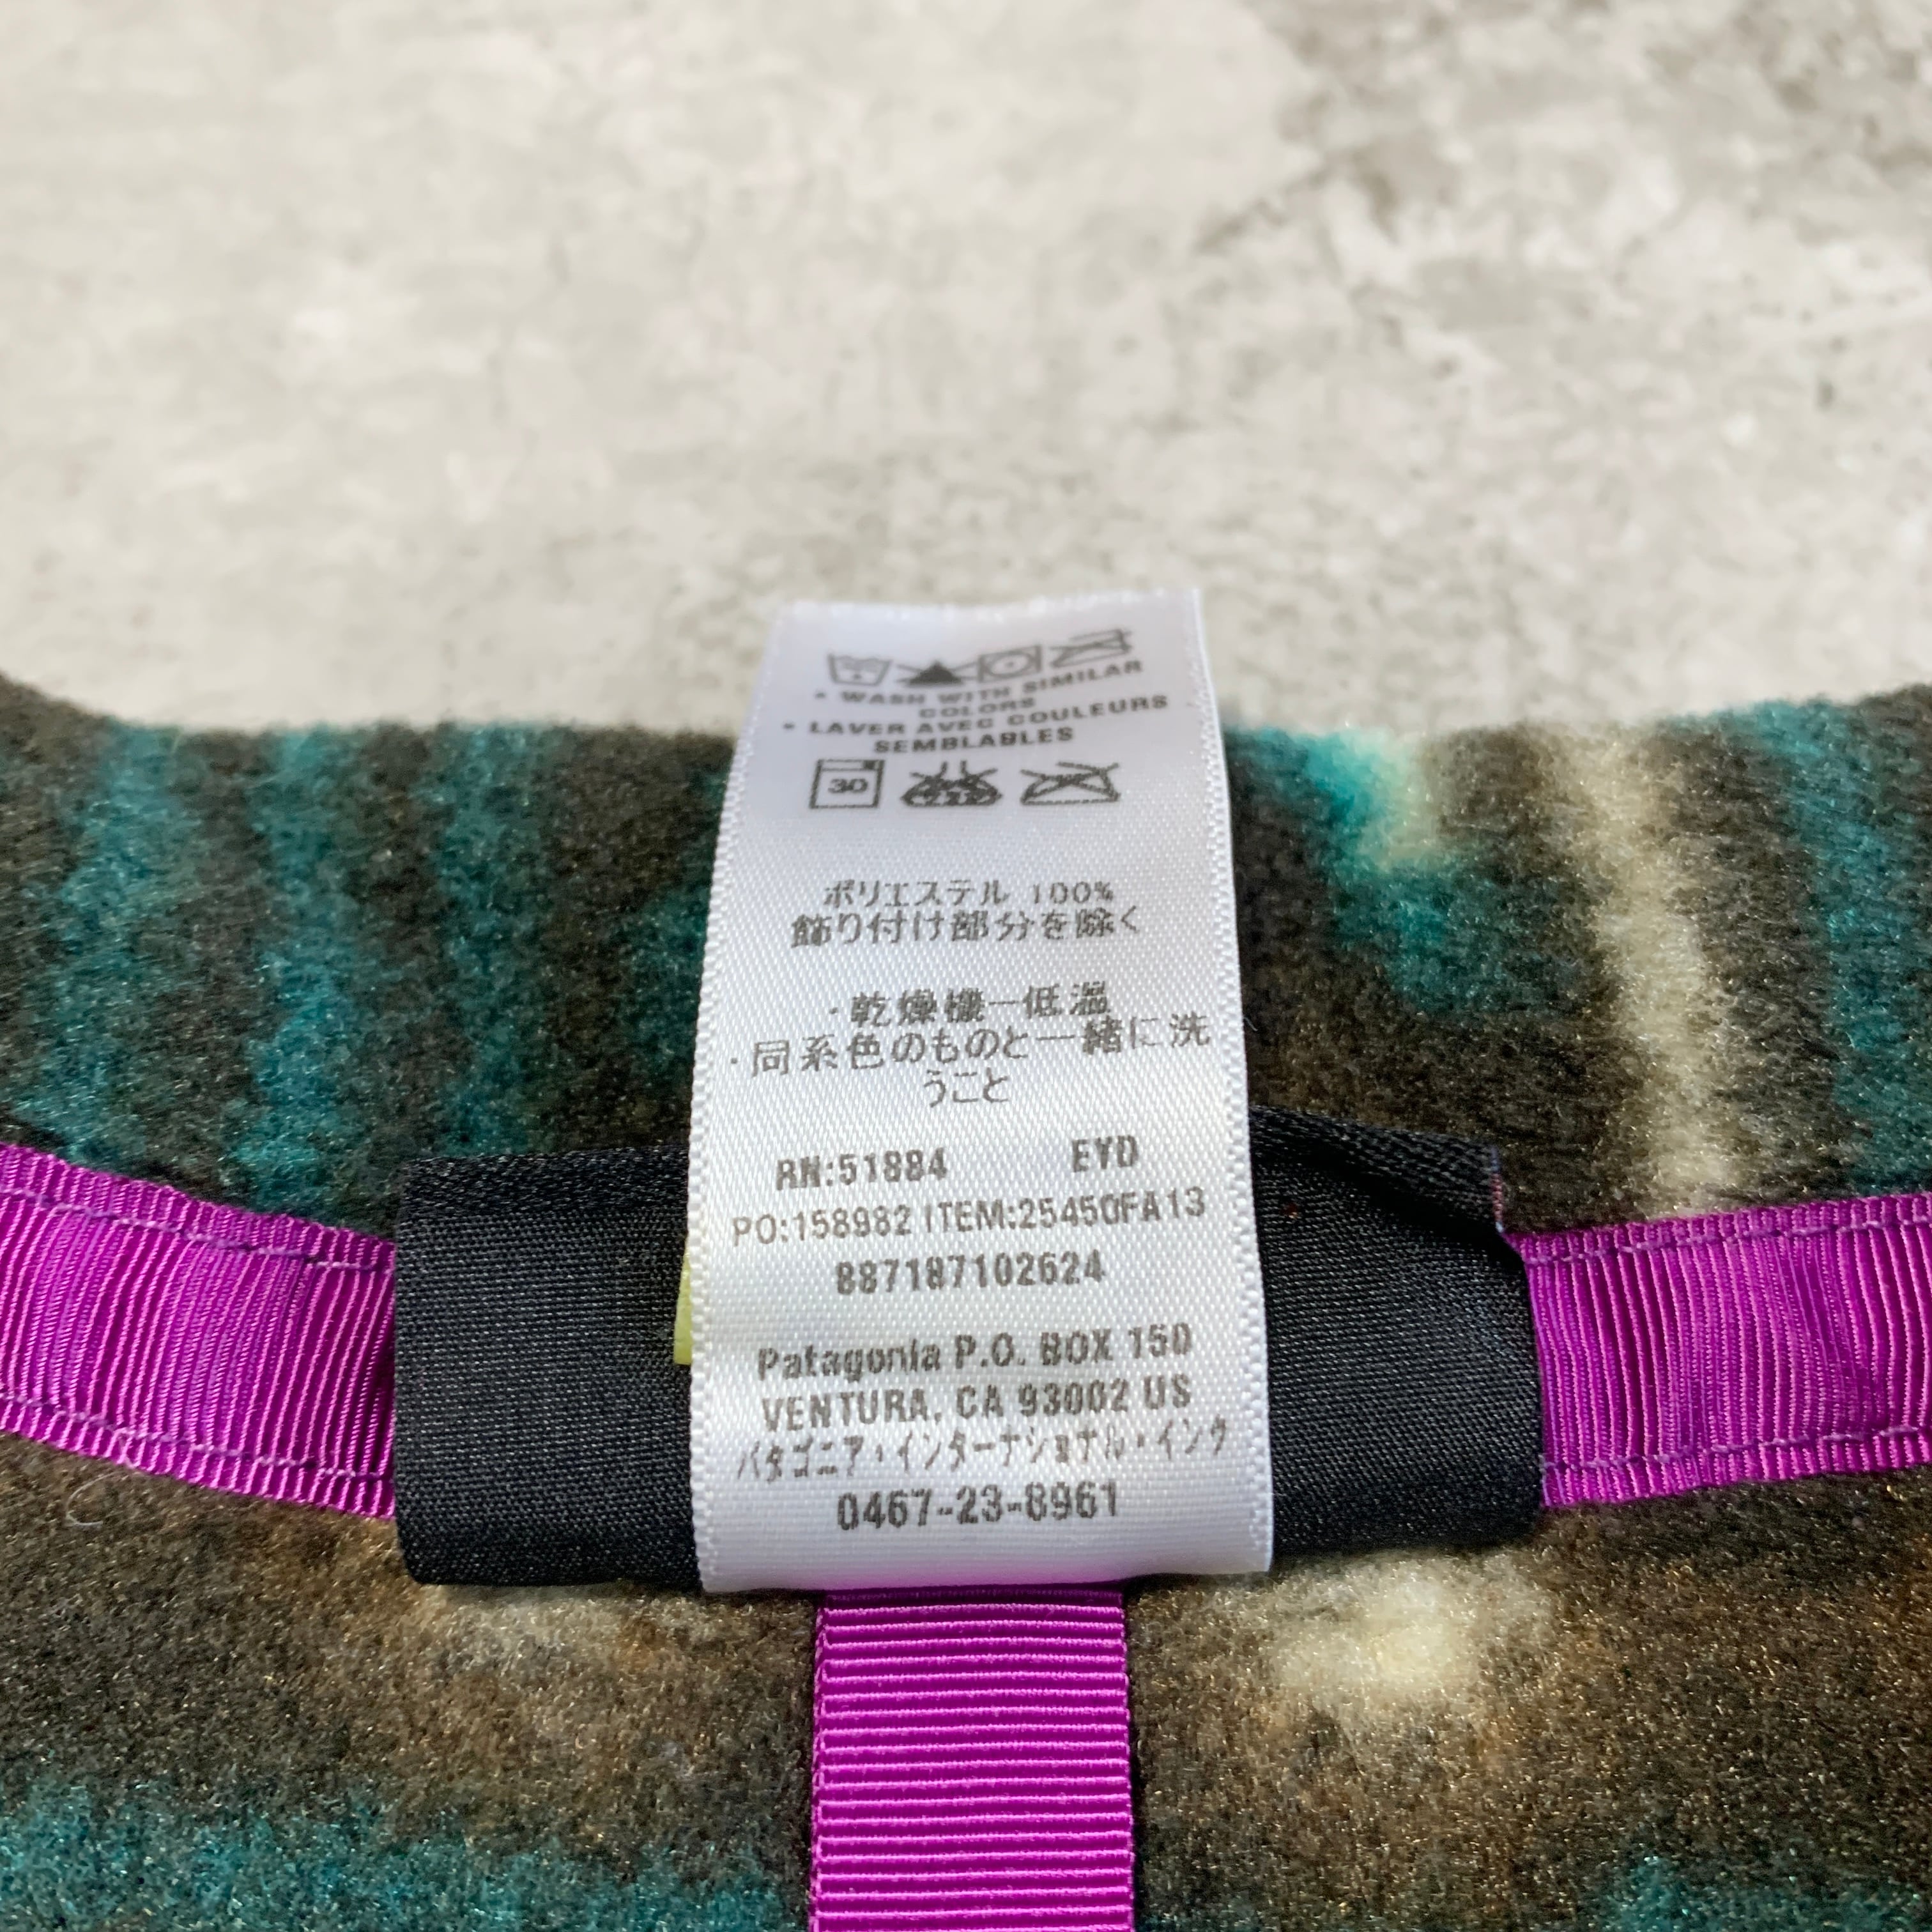 • WASH WITH SIMILAR
COLORS
• LAVER AVEC COULEURS
SEMBLABLES
30
ポリエステル 100%
飾り付け部分を除く
・乾燥機ー低温
・同系色のものと一緒に洗
うこと
RN:51884 EYD
PO:158982 ITEM:25450FA13
887187102624
Patagonia P.O. BOX 150
VENTURA, CA 93002 US
パタゴニア・インターナショナル・インク
0467-23-8961